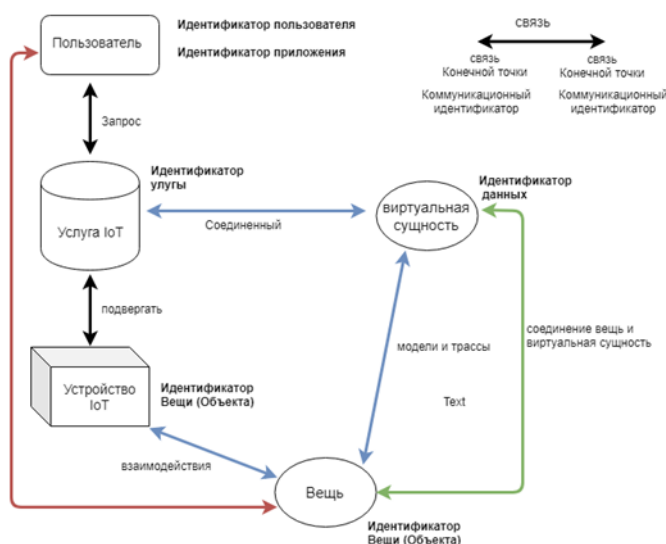 Пользователь
Идентификатор пользователя
Идентификатор приложения
связь
связь
Конечной точки
Коммуникационный
идентификатор
связь
Конечной точки
Коммуникационный
идентификатор
Запрос
Идентификатор
улуги
Услуга IoT
Соединенный
виртуальная
сущность
Идентификатор
данных
подвергать
модели и трассы
соединение вещь и
виртуальная сущность
Устройство
IoT
Идентификатор
Вещи (Объекта)
Text
взаимодействия
Вещь
Идентификатор
Вещи (Объекта)